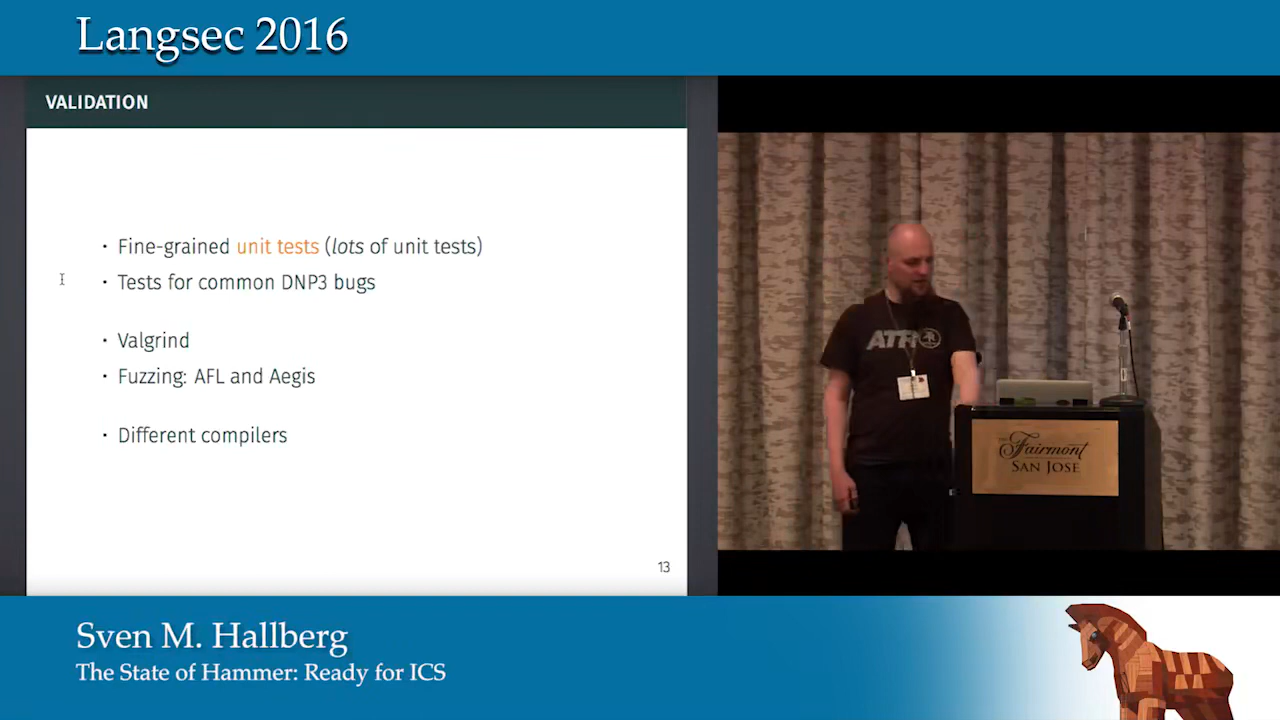 Langsec 2016
VALIDATION
· Fine-grained unit tests (lots of unit tests)
· Tests for common DNP3 bugs
· Valgrind
· Fuzzing: AFL and Aegis
· Different compilers
13
Fairmont
SAN JOSE
Sven M. Hallberg
The State of Hammer: Ready for ICS